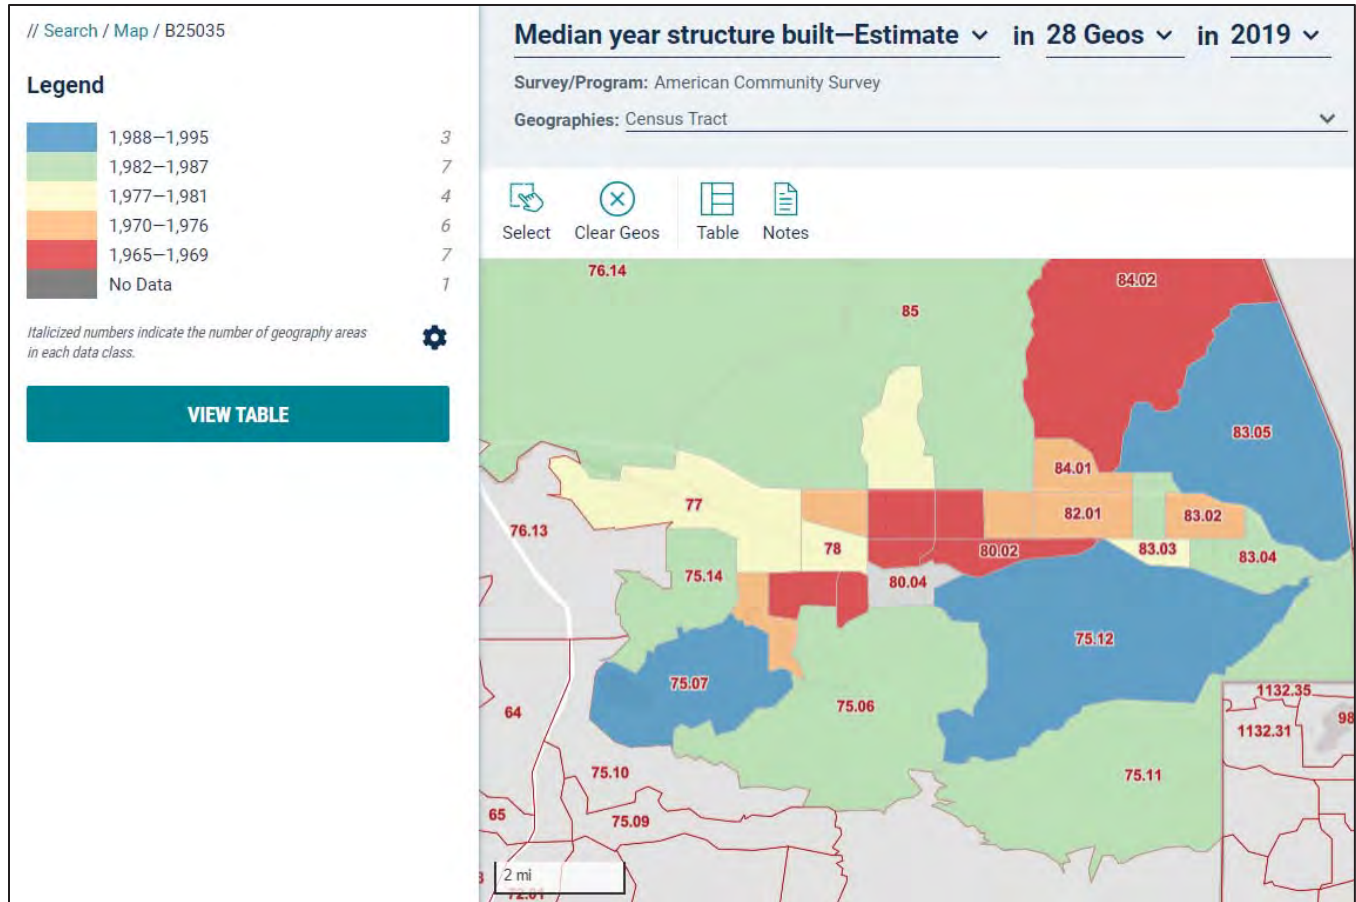 // Search / Map / B25035
Legend
1,988—1,995 3
1,982—1,987 7
1,977—1,981 4
1,970—1,976 6
1,965—1,969 7
No Data 1
Italicized numbers indicate the number of geography areas
in each data class.
VIEW TABLE
Median year structure built—Estimate in 28 Geos in 2019
Survey/Program: American Community Survey
Geographies: Census Tract
Select Clear Geos Table Notes
76.14
84.02
85
83.05
84.01
77
82.01
83.02
76.13
78
80.02
83.03
83.04
75.14
80.04
75.12
75.07
1132.35
64
75.06
98
1132.31
75.10
75.11
65
75.09
2 mi
72.01